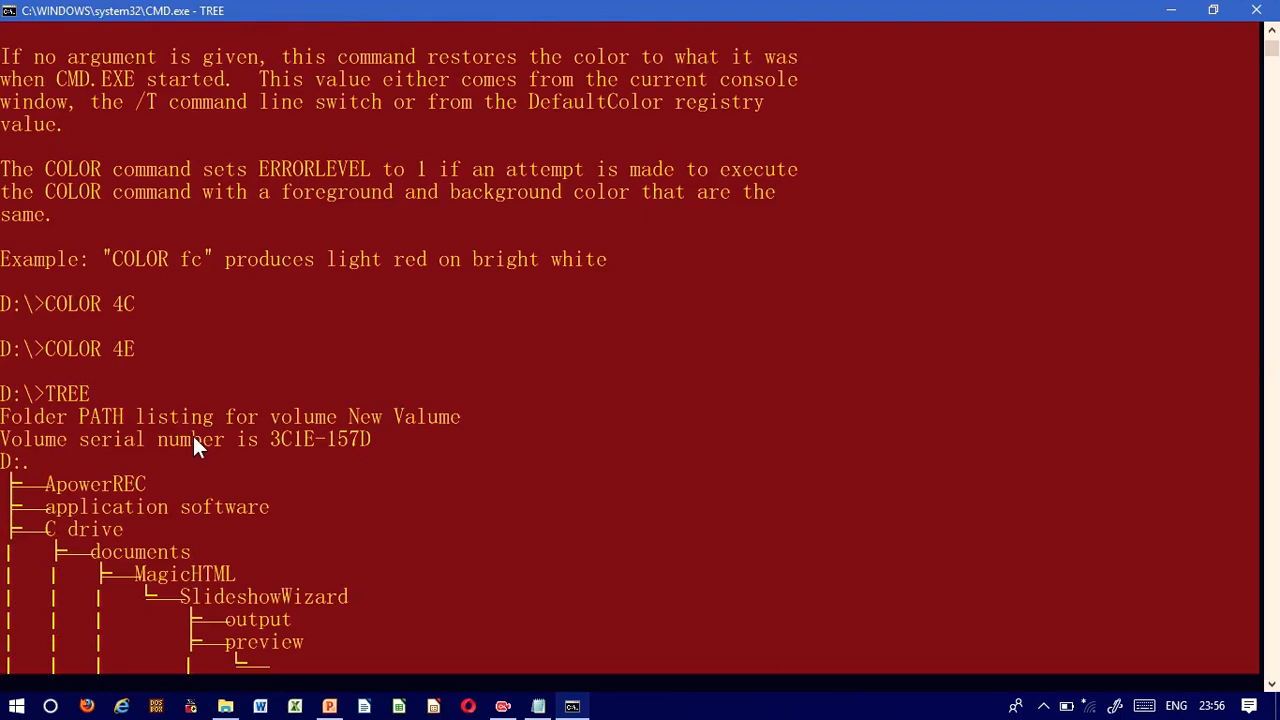 C:\WINDOWS\system32\CMD.exe - TREE
If no argument is given, this command restores the color to what it was
when CMD.EXE started.  This value either comes from the current console
window, the /T command line switch or from the DefaultColor registry
value.
The COLOR command sets ERRORLEVEL to 1 if an attempt is made to execute
the COLOR command with a foreground and background color that are the
same.
Example: "COLOR fc" produces light red on bright white
D:\>COLOR 4C
D:\>COLOR 4E
D:\>TREE
Folder PATH listing for volume New Valume
Volume serial number is 3C1E-157D
D:.
ApowerREC
application software
C drive
documents
MagicHTML
SlideshowWizard
output
preview
ENG 23:56